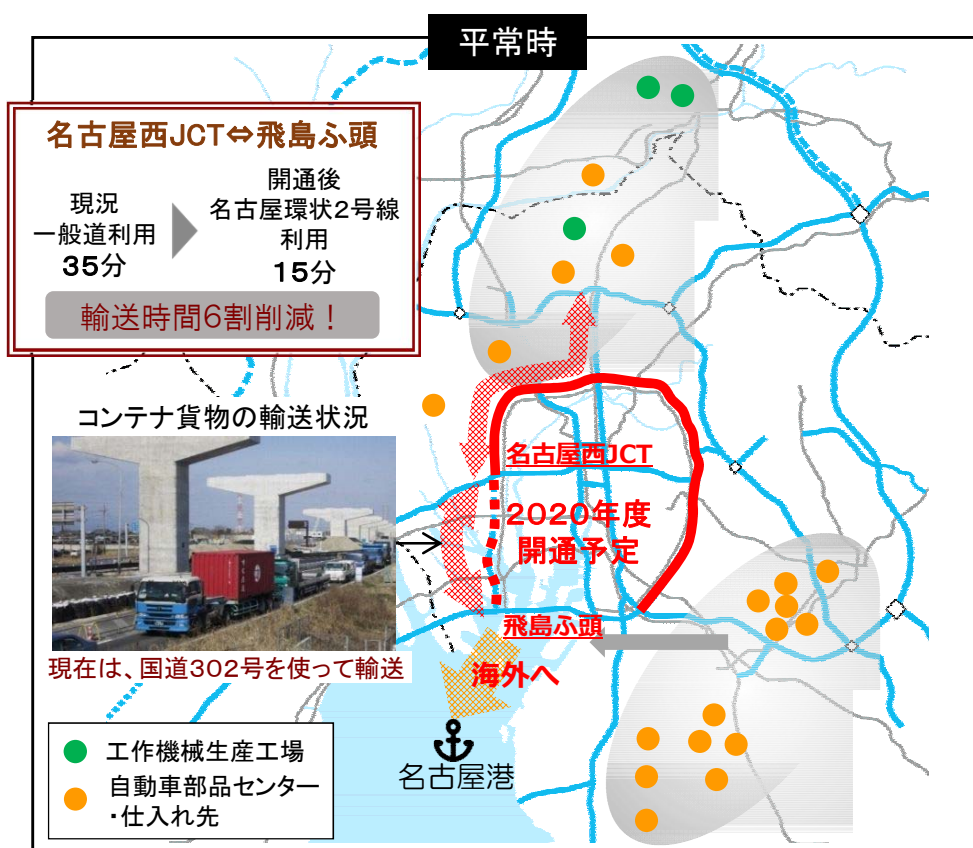 平常時
名古屋西JCT⇔飛島ふ頭
現況
一般道利用
35分
開通後
名古屋環状2号線
利用
15分
輸送時間6割削減！
コンテナ貨物の輸送状況
現在は、国道302号を使って輸送
名古屋西JCT
2020年度
開通予定
飛島ふ頭
海外へ
名古屋港
工作機械生産工場
自動車部品センター
・仕入れ先